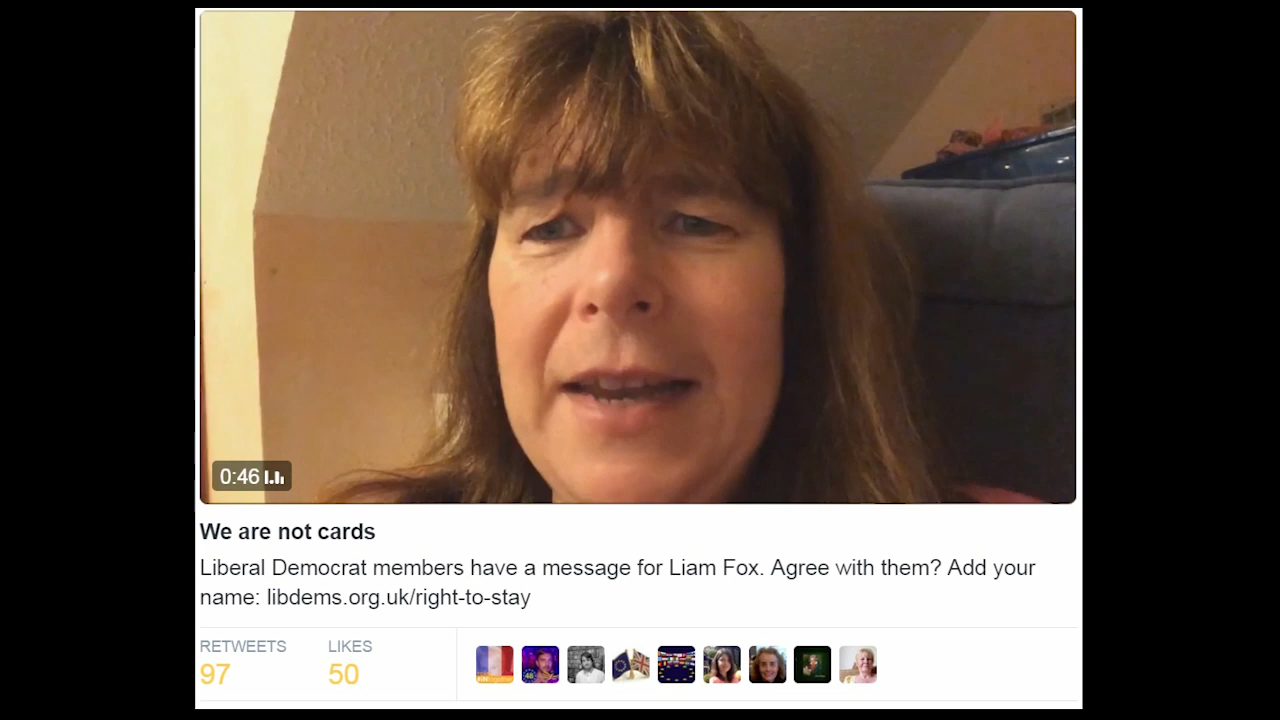 0:46
We are not cards
Liberal Democrat members have a message for Liam Fox. Agree with them? Add your
name: libdems.org.uk/right-to-stay
RETWEETS
LIKES
97
50